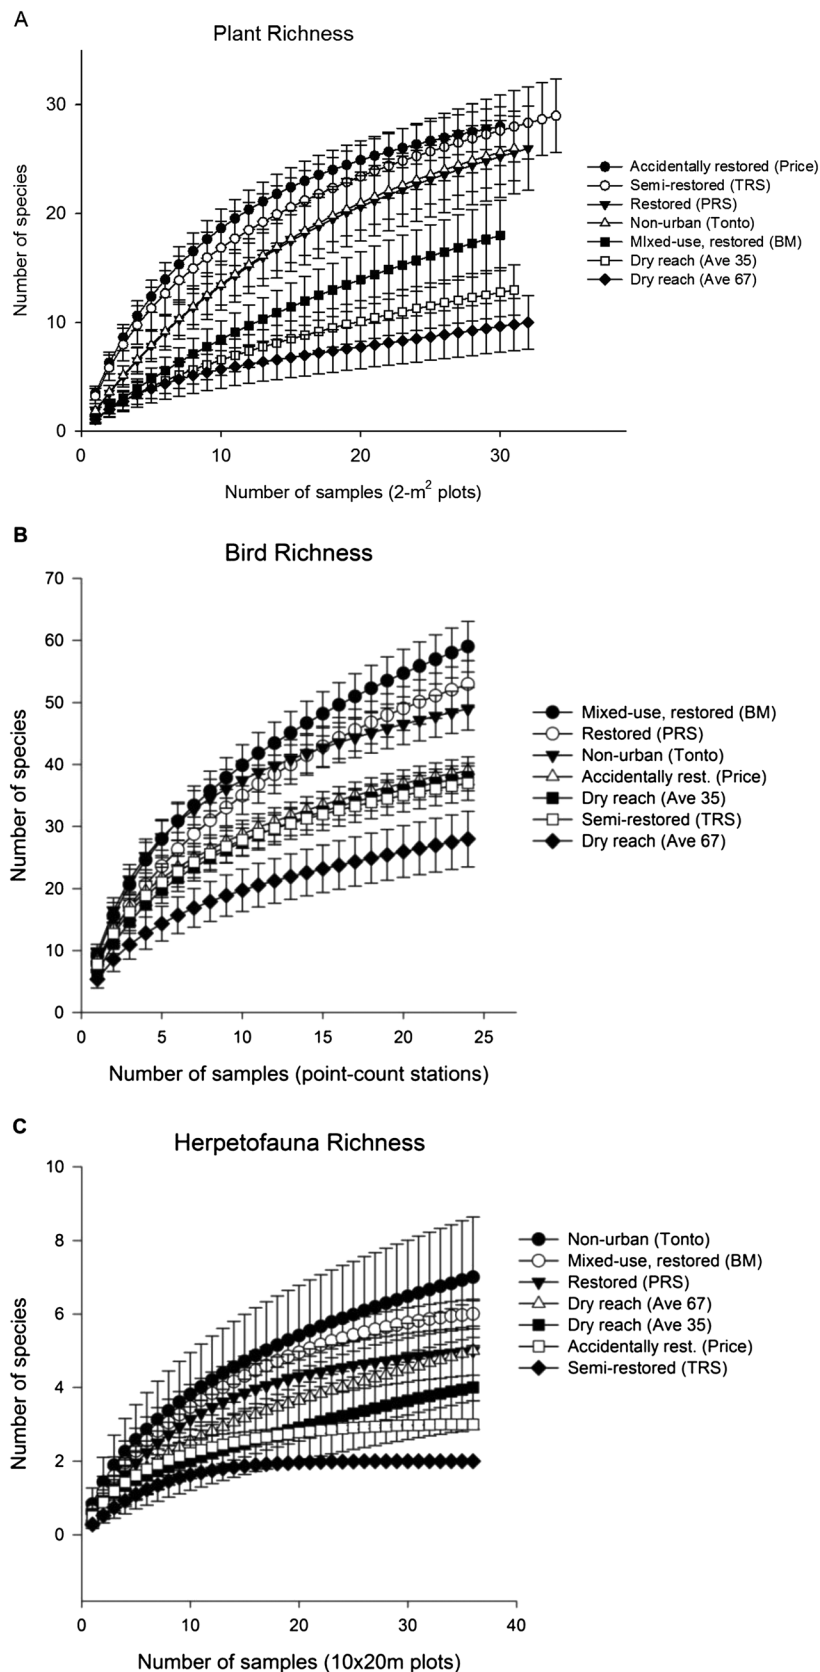 A
Plant Richness
Number of species
30
20
10
0
0 10 20 30
Number of samples (2-m² plots)
Accidentally restored (Price)
Semi-restored (TRS)
Restored (PRS)
Non-urban (Tonto)
MIxed-use, restored (BM)
Dry reach (Ave 35)
Dry reach (Ave 67)
B
Bird Richness
Number of species
70
60
50
40
30
20
10
0
0 5 10 15 20 25
Number of samples (point-count stations)
Mixed-use, restored (BM)
Restored (PRS)
Non-urban (Tonto)
Accidentally rest. (Price)
Dry reach (Ave 35)
Semi-restored (TRS)
Dry reach (Ave 67)
C
Herpetofauna Richness
Number of species
10
8
6
4
2
0
0 10 20 30 40
Number of samples (10x20m plots)
Non-urban (Tonto)
Mixed-use, restored (BM)
Restored (PRS)
Dry reach (Ave 67)
Dry reach (Ave 35)
Accidentally rest. (Price)
Semi-restored (TRS)